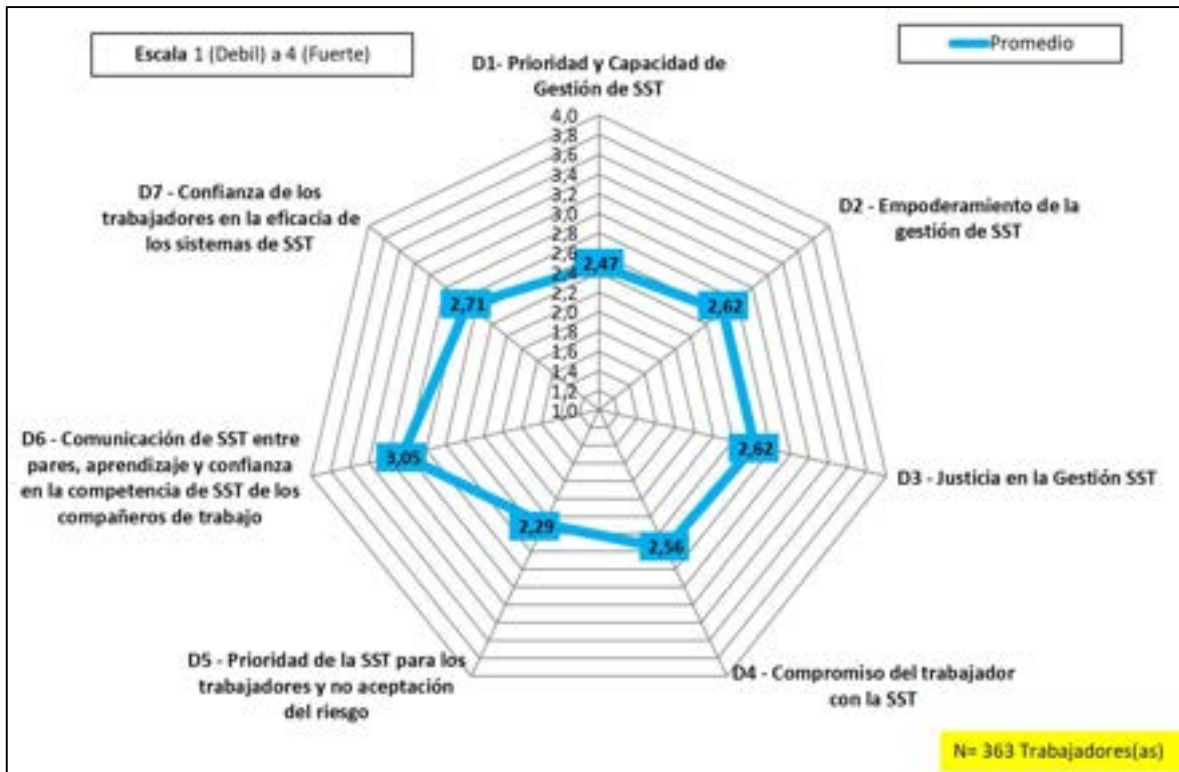 Escala 1 (Debil) a 4 (Fuerte)
Promedio
D1- Prioridad y Capacidad de
Gestión de SST
4,0
3,8
3,6
3,4
3,2
3,0
2,8
2,6
2,4
2,2
2,0
1,8
1,6
1,4
1,2
1,0
2,47
D2 - Empoderamiento de la
gestión de SST
2,62
D3 - Justicia en la Gestión SST
2,62
D4 - Compromiso del trabajador
con la SST
2,56
D5 - Prioridad de la SST para los
trabajadores y no aceptación
del riesgo
2,29
D6 - Comunicación de SST entre
pares, aprendizaje y confianza
en la competencia de SST de los
compañeros de trabajo
3,05
D7 - Confianza de los
trabajadores en la eficacia de
los sistemas de SST
2,71
N= 363 Trabajadores(as)